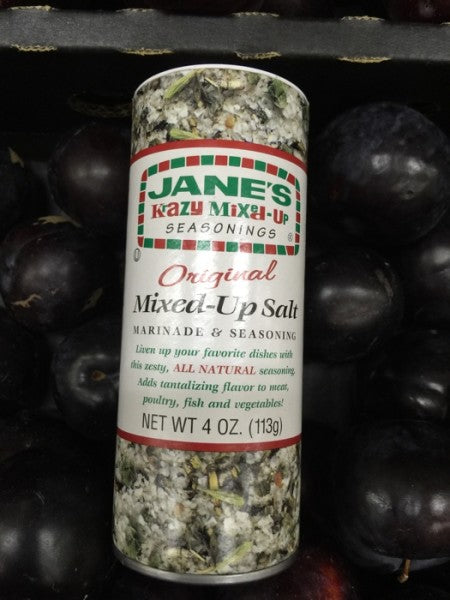 JANE'S
Krazy Mixed-Up
SEASONINGS ®
Original
Mixed-Up Salt
MARINADE & SEASONING
Liven up your favorite dishes with
this zesty, ALL NATURAL seasoning.
Adds tantalizing flavor to meat,
poultry, fish and vegetables!
NET WT 4 OZ. (113g)